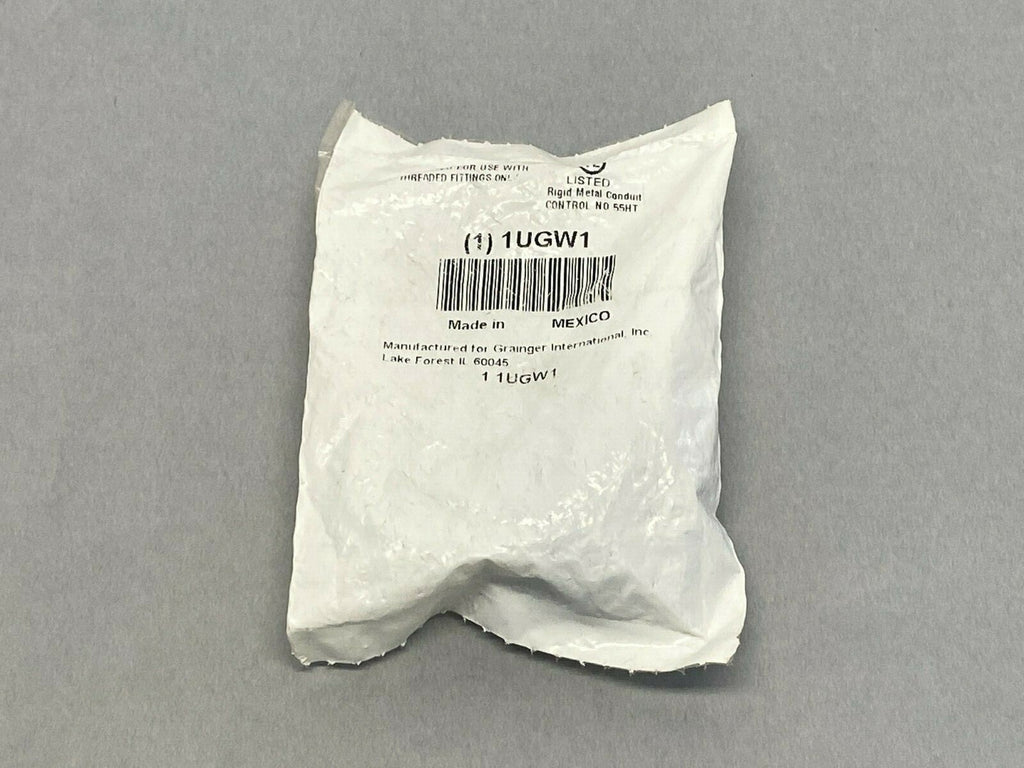 FOR USE WITH
THREADED FITTINGS ONLY
LISTED
Rigid Metal Conduit
CONTROL NO 55HT
(1) 1UGW1
Made in MEXICO
Manufactured for Grainger International, Inc.
Lake Forest IL 60045
1 1UGW1